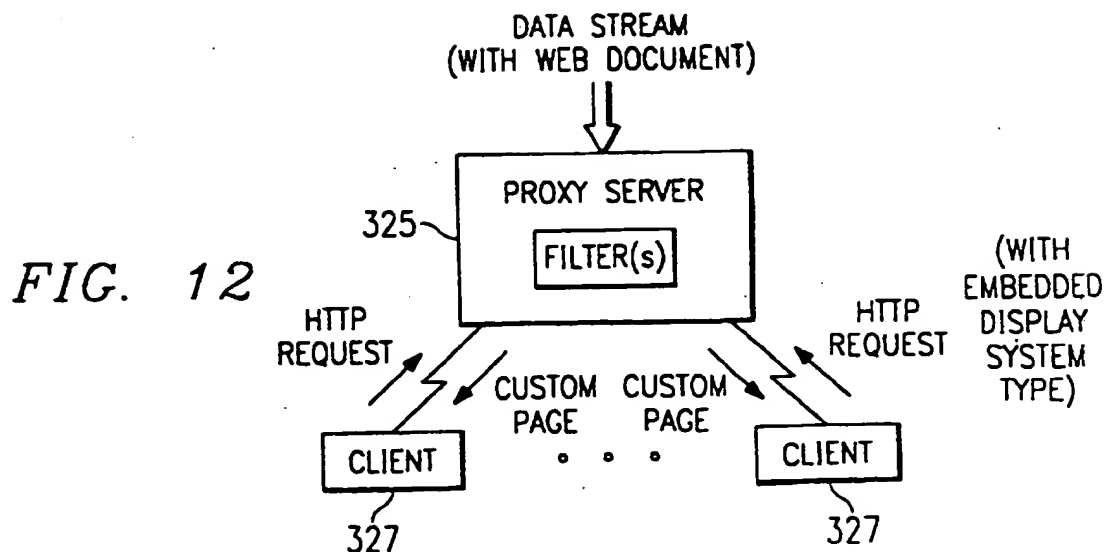 DATA STREAM
(WITH WEB DOCUMENT)
PROXY SERVER
325
FILTER(s)
FIG. 12
HTTP
REQUEST
CUSTOM
PAGE
CUSTOM
PAGE
HTTP
REQUEST
(WITH
EMBEDDED
DISPLAY
SYSTEM
TYPE)
CLIENT
CLIENT
327
327